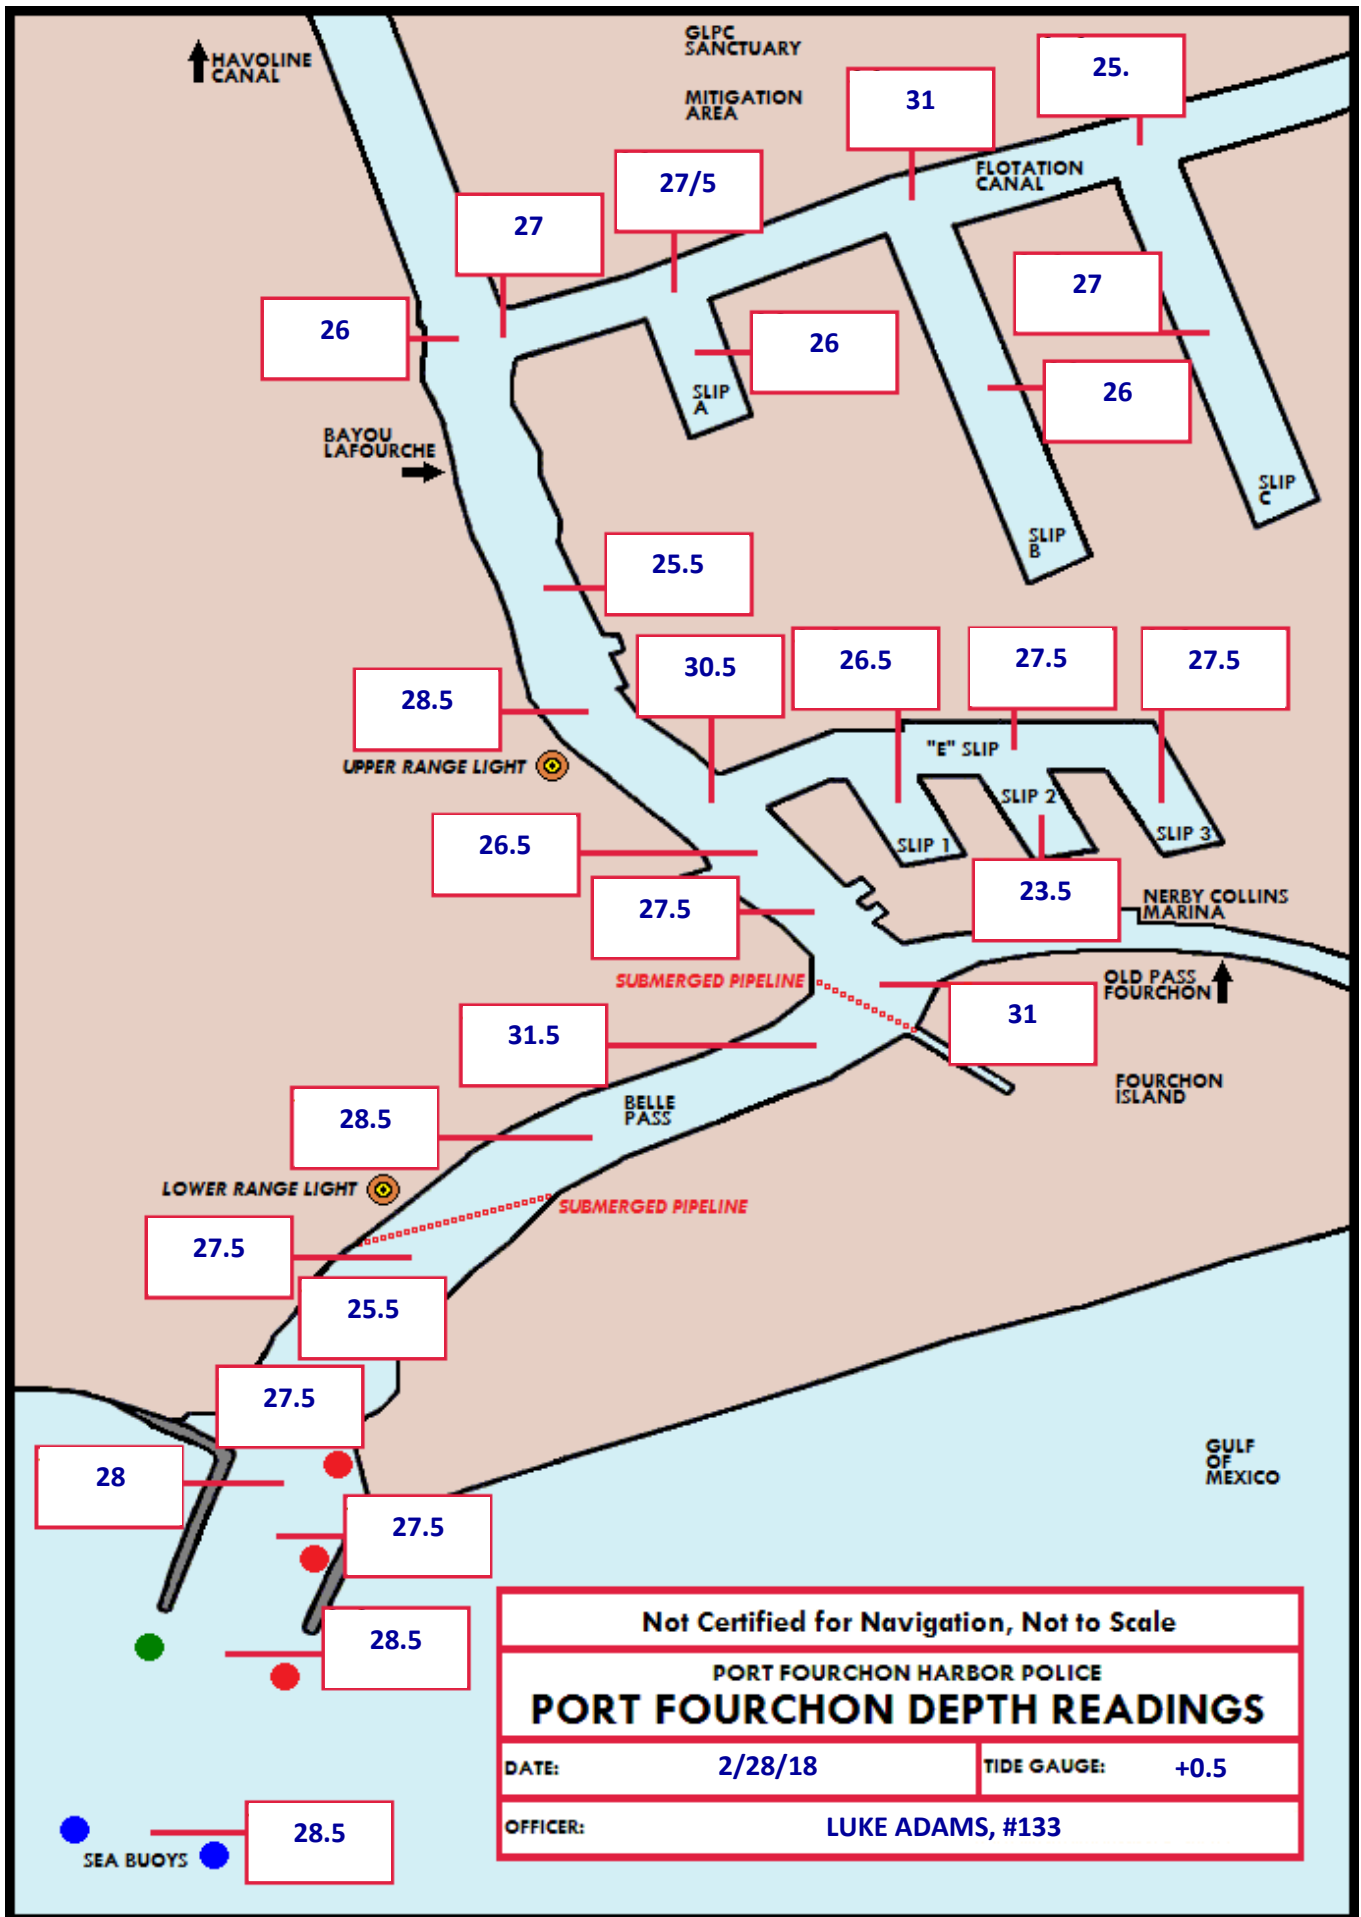 GLPC
SANCTUARY
HAVOLINE
CANAL
25.
31
MITIGATION
AREA
FLOTATION
CANAL
27/5
27
27
26
26
26
SLIP
A
BAYOU
LAFOURCHE
SLIP
C
SLIP
B
25.5
30.5
26.5
27.5
27.5
28.5
"E" SLIP
UPPER RANGE LIGHT
SLIP 2
SLIP 1
SLIP 3
26.5
23.5
NERBY COLLINS
MARINA
27.5
SUBMERGED PIPELINE
OLD PASS
FOURCHON
31
31.5
FOURCHON
ISLAND
BELLE
PASS
28.5
LOWER RANGE LIGHT
SUBMERGED PIPELINE
27.5
25.5
27.5
GULF
OF
MEXICO
28
27.5
28.5
Not Certified for Navigation, Not to Scale
PORT FOURCHON HARBOR POLICE
PORT FOURCHON DEPTH READINGS
DATE: 2/28/18 TIDE GAUGE: +0.5
OFFICER: LUKE ADAMS, #133
28.5
SEA BUOYS